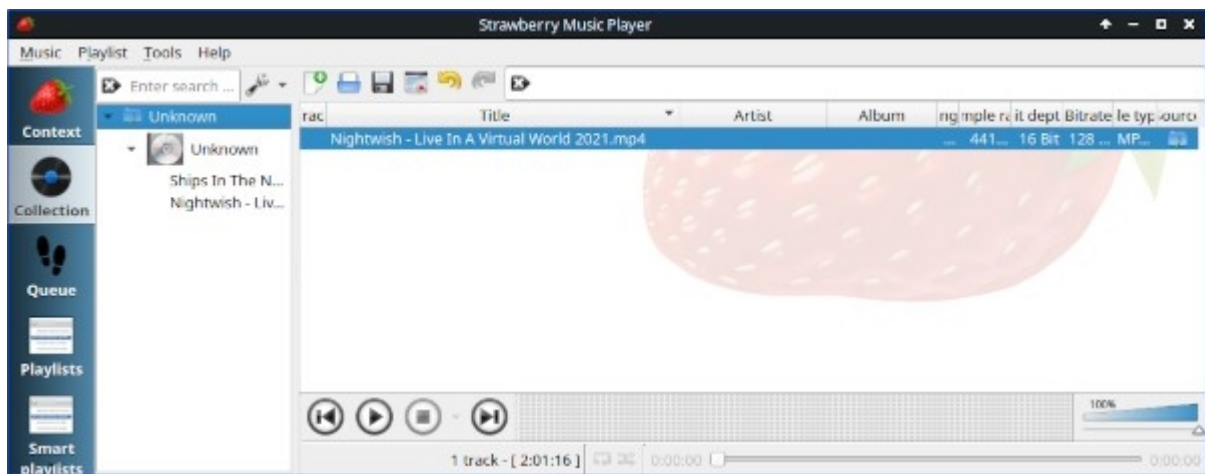 Strawberry Music Player
Music Playlist Tools Help
Enter search ...
Context
Collection
Queue
Playlists
Smart
playlists
Unknown
Unknown
Ships In The N...
Nightwish - Liv...
rac Title Artist Album ng mple ra it dept Bitrate le typ ource
Nightwish - Live In A Virtual World 2021.mp4 ... 441... 16 Bit 128 ... MP...
100%
1 track - [ 2:01:16 ] 0:00:00 0:00:00